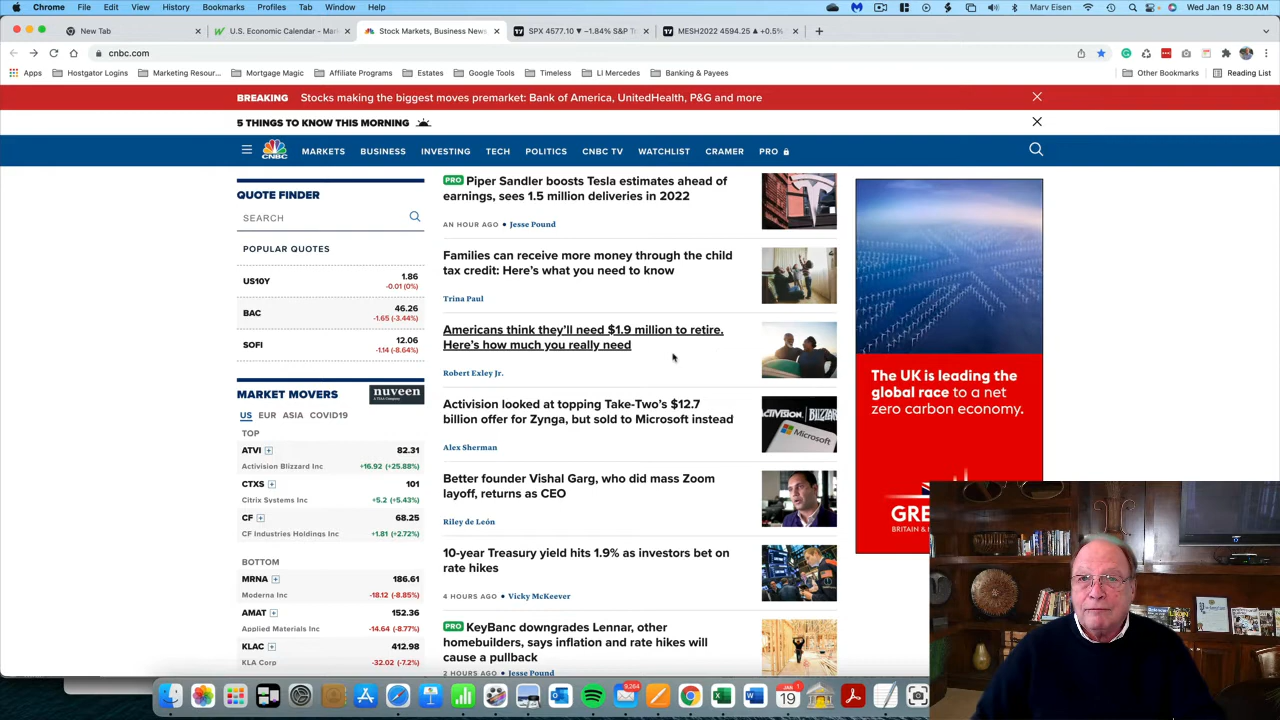 Chrome File Edit View History Bookmarks Profiles Tab Window Help Marv Eisen Wed Jan 19 8:30 AM
New Tab U.S. Economic Calendar - Mar Stock Markets, Business News SPX 4577.10 ▼ −1.84% S&P MESH2022 4594.25 ▲ +0.5%
cnbc.com
Apps Hostgator Logins Marketing Resour... Mortgage Magic Affiliate Programs Estates Google Tools Timeless LI Mercedes Banking & Payees Other Bookmarks Reading List
BREAKING Stocks making the biggest moves premarket: Bank of America, UnitedHealth, P&G and more
5 THINGS TO KNOW THIS MORNING
CNBC MARKETS BUSINESS INVESTING TECH POLITICS CNBC TV WATCHLIST CRAMER PRO
QUOTE FINDER
SEARCH
POPULAR QUOTES
US10Y 1.86
-0.01 (0%)
BAC 46.26
-1.65 (-3.44%)
SOFI 12.06
-1.14 (-8.64%)
MARKET MOVERS nuveen
US EUR ASIA COVID19
TOP
ATVI 82.31
Activision Blizzard Inc +16.92 (+25.88%)
CTXS 101
Citrix Systems Inc +5.2 (+5.43%)
CF 68.25
CF Industries Holdings Inc +1.81 (+2.72%)
BOTTOM
MRNA 186.61
Moderna Inc -18.12 (-8.85%)
AMAT 152.36
Applied Materials Inc -14.64 (-8.77%)
KLAC 412.98
KLA Corp -32.02 (-7.2%)
PRO Piper Sandler boosts Tesla estimates ahead of
earnings, sees 1.5 million deliveries in 2022
AN HOUR AGO • Jesse Pound
Families can receive more money through the child
tax credit: Here's what you need to know
Trina Paul
Americans think they'll need $1.9 million to retire.
Here's how much you really need
Robert Exley Jr.
Activision looked at topping Take-Two's $12.7
billion offer for Zynga, but sold to Microsoft instead
Alex Sherman
ACTIVISION BLIZZARD
Microsoft
Better founder Vishal Garg, who did mass Zoom
layoff, returns as CEO
Riley de León
10-year Treasury yield hits 1.9% as investors bet on
rate hikes
4 HOURS AGO • Vicky McKeever
PRO KeyBanc downgrades Lennar, other
homebuilders, says inflation and rate hikes will
cause a pullback
2 HOURS AGO • Jesse Pound
The UK is leading the
global race to a net
zero carbon economy.
9,264
JAN
19